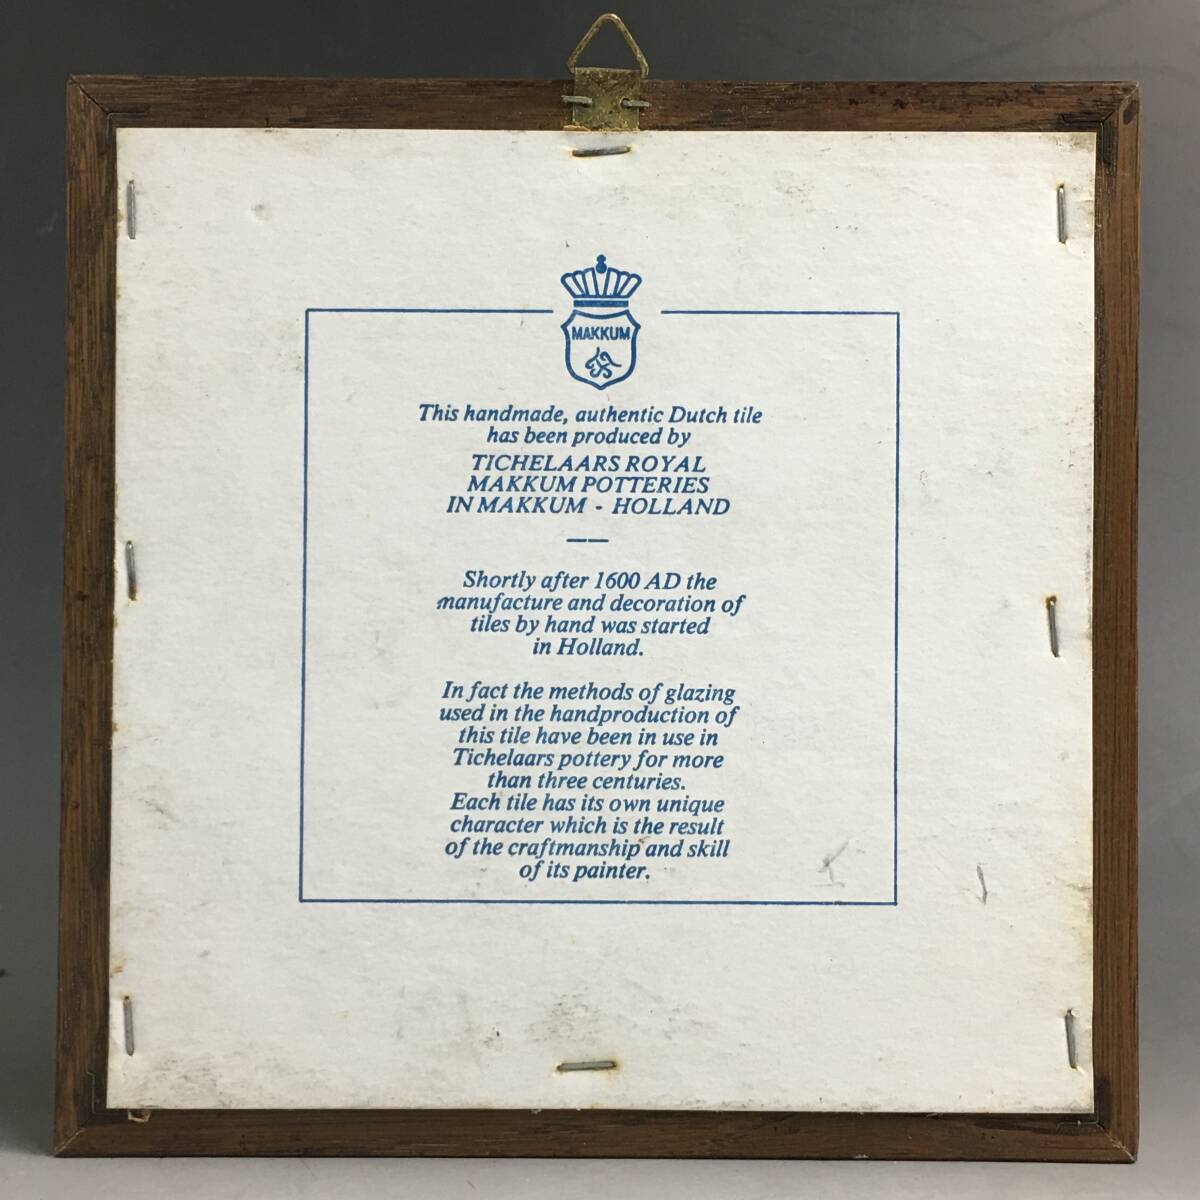 MAKKUM
This handmade, authentic Dutch tile
has been produced by
TICHELAARS ROYAL
MAKKUM POTTERIES
IN MAKKUM - HOLLAND
Shortly after 1600 AD the
manufacture and decoration of
tiles by hand was started
in Holland.
In fact the methods of glazing
used in the handproduction of
this tile have been in use in
Tichelaars pottery for more
than three centuries.
Each tile has its own unique
character which is the result
of the craftmanship and skill
of its painter.